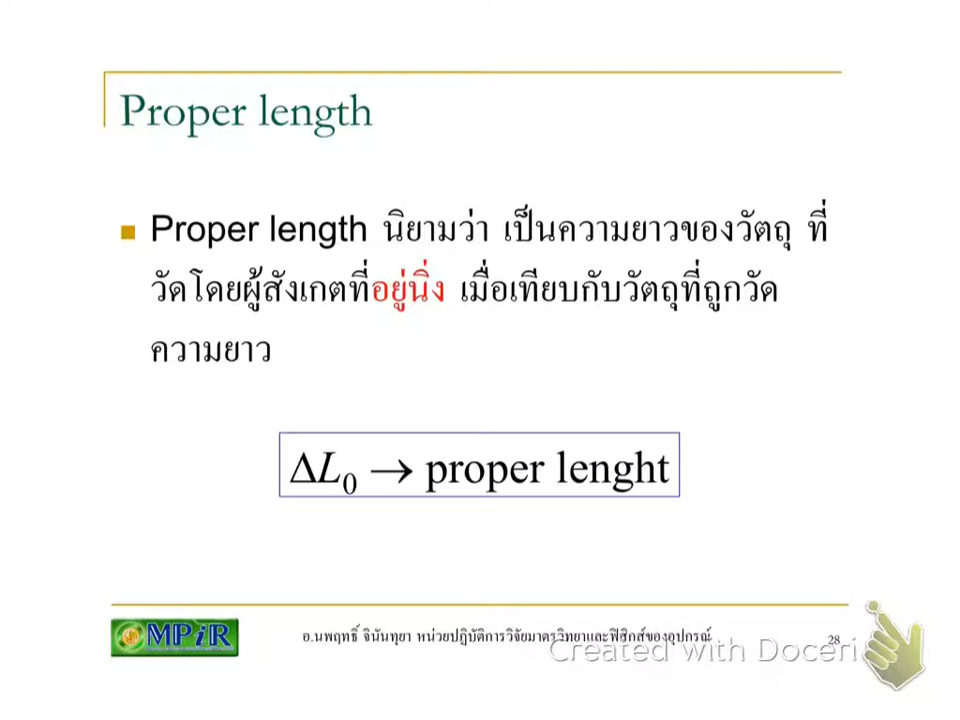 Proper length
Proper length นิยามว่า เป็นความยาวของวัตถุ ที่
วัดโดยผู้สังเกตที่อยู่นิ่ง เมื่อเทียบกับวัตถุที่ถูกวัด
ความยาว
ΔL₀ → proper lenght
MPiR
อ.นพฤทธิ์ จินันทุยา หน่วยปฏิบัติการวิจัยมาตรวิทยาและฟิสิกส์ของอุปกรณ์
28
Created with Doceri